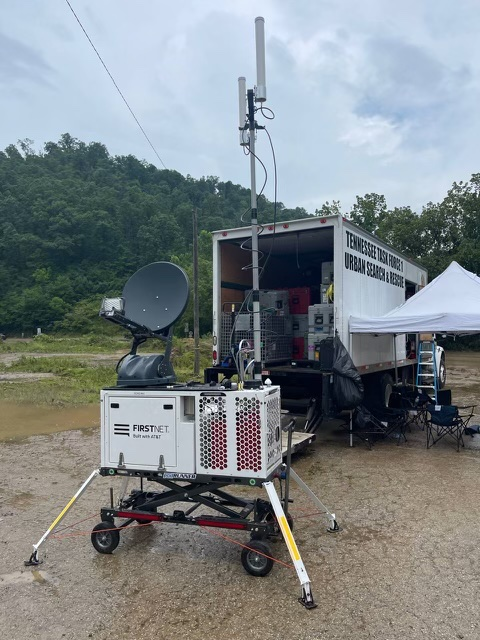 TENNESSEE TASK FORCE 1
URBAN SEARCH & RESCUE
FIRSTNET
Built with AT&T